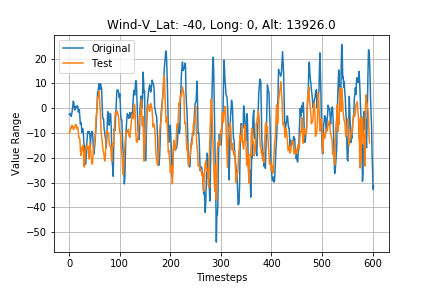 Wind-V_Lat: -40, Long: 0, Alt: 13926.0
Original
Test
Value Range
20
10
0
−10
−20
−30
−40
−50
0 100 200 300 400 500 600
Timesteps